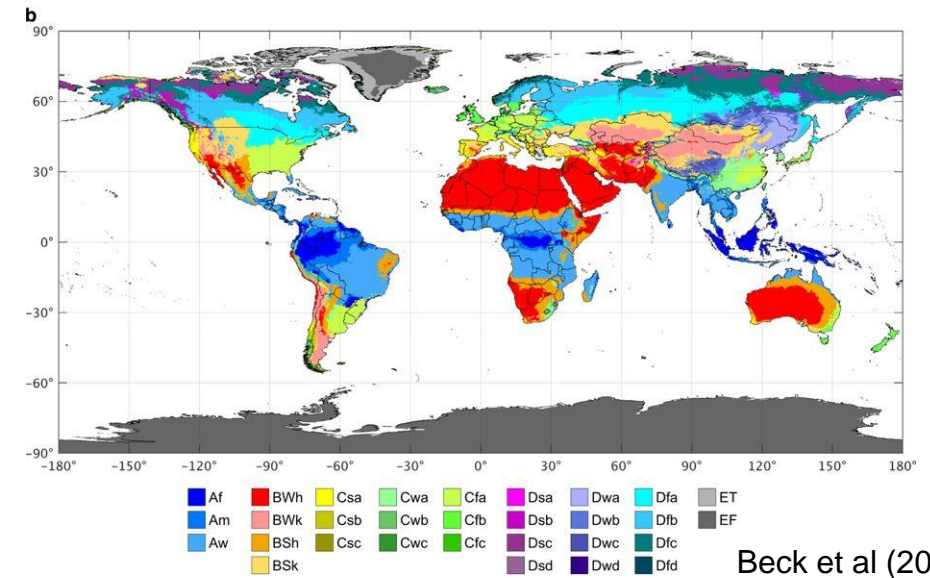 b
90°
60°
30°
0°
−30°
−60°
−90°
−180° −150° −120° −90° −60° −30° 0° 30° 60° 90° 120° 150° 180°
Af BWh Csa Cwa Cfa Dsa Dwa Dfa ET
Am BWk Csb Cwb Cfb Dsb Dwb Dfb EF
Aw BSh Csc Cwc Cfc Dsc Dwc Dfc
BSk Dsd Dwd Dfd
Beck et al (20